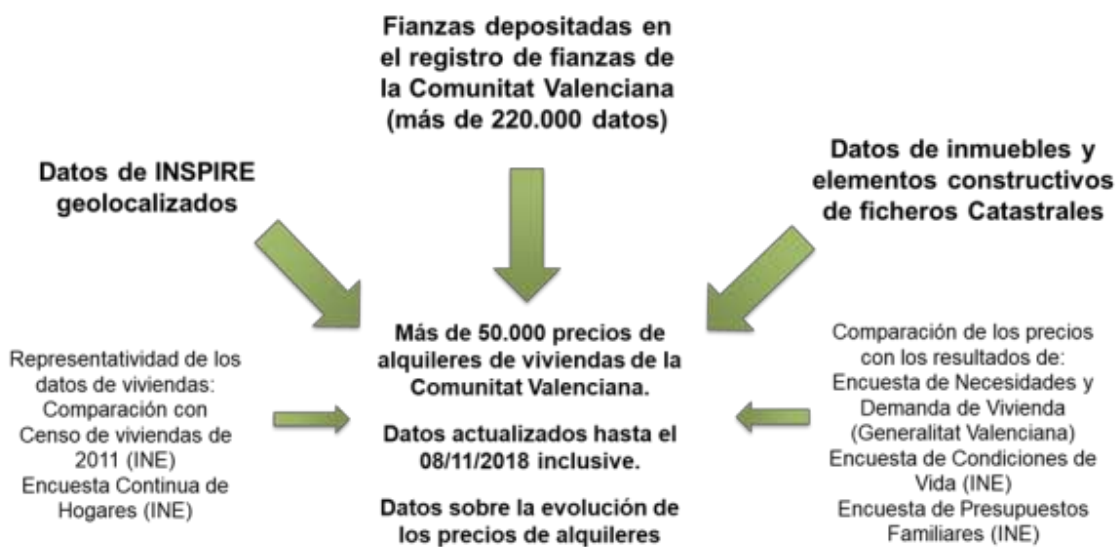 Fianzas depositadas en
el registro de fianzas de
la Comunitat Valenciana
(más de 220.000 datos)
Datos de INSPIRE
geolocalizados
Datos de inmuebles y
elementos constructivos
de ficheros Catastrales
Representatividad de los
datos de viviendas:
Comparación con
Censo de viviendas de
2011 (INE)
Encuesta Continua de
Hogares (INE)
Más de 50.000 precios de
alquileres de viviendas de la
Comunitat Valenciana.
Datos actualizados hasta el
08/11/2018 inclusive.
Datos sobre la evolución de
los precios de alquileres
Comparación de los precios
con los resultados de:
Encuesta de Necesidades y
Demanda de Vivienda
(Generalitat Valenciana)
Encuesta de Condiciones de
Vida (INE)
Encuesta de Presupuestos
Familiares (INE)